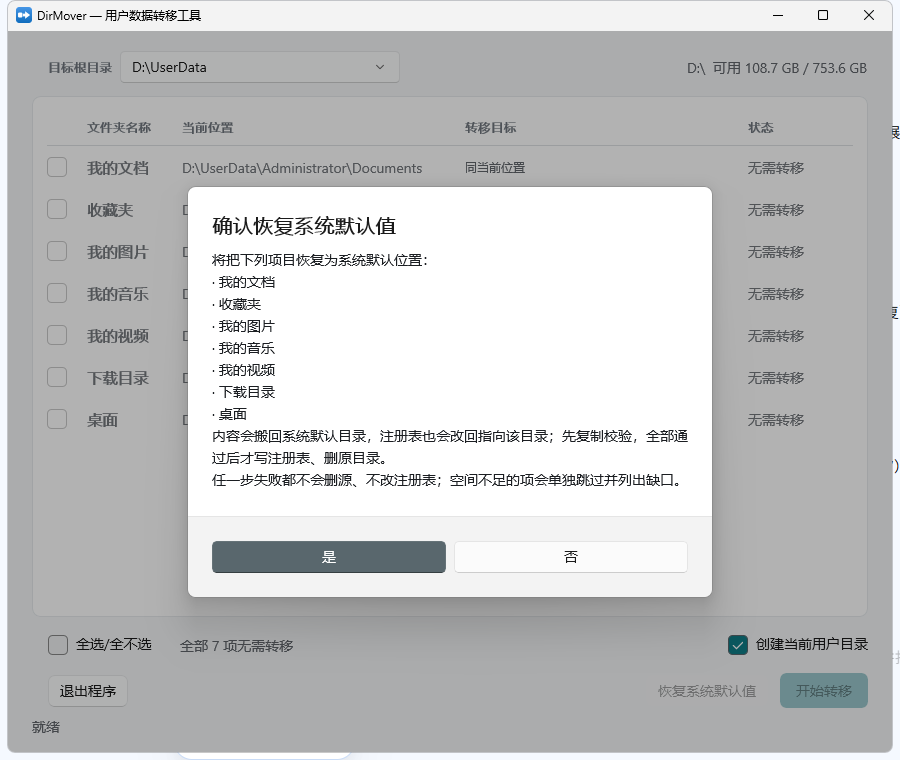 DirMover — 用户数据转移工具
目标根目录 D:\UserData D:\ 可用 108.7 GB / 753.6 GB
文件夹名称 当前位置 转移目标 状态
我的文档 D:\UserData\Administrator\Documents 同当前位置 无需转移
收藏夹 无需转移
我的图片 无需转移
我的音乐 无需转移
我的视频 无需转移
下载目录 无需转移
桌面 无需转移
确认恢复系统默认值
将把下列项目恢复为系统默认位置：
· 我的文档
· 收藏夹
· 我的图片
· 我的音乐
· 我的视频
· 下载目录
· 桌面
内容会搬回系统默认目录，注册表也会改回指向该目录；先复制校验，全部通
过后才写注册表、删原目录。
任一步失败都不会删源、不改注册表；空间不足的项会单独跳过并列出缺口。
是 否
全选/全不选 全部 7 项无需转移 创建当前用户目录
退出程序 恢复系统默认值 开始转移
就绪